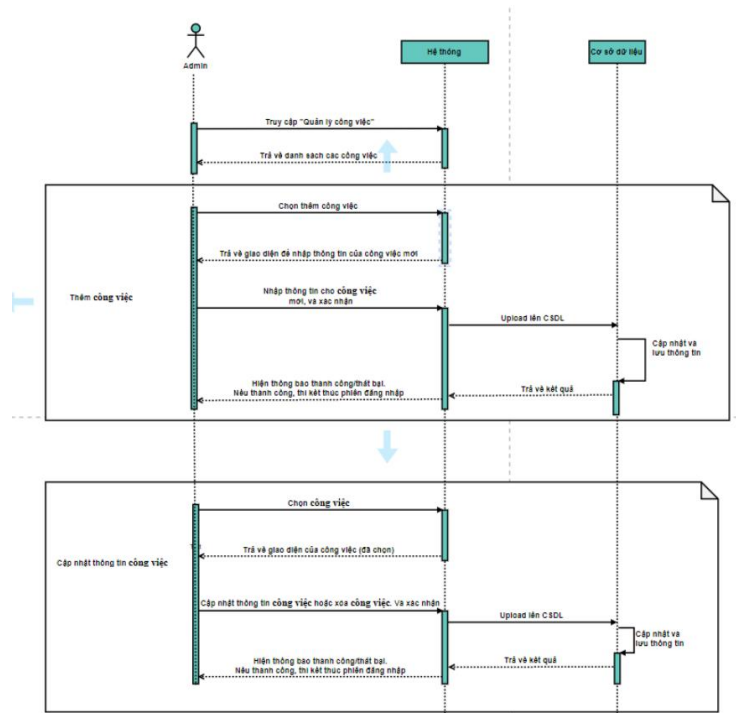 Admin
Hệ thống
Cơ sở dữ liệu
Truy cập "Quản lý công việc"
Trả về danh sách các công việc
Chọn thêm công việc
Trả về giao diện để nhập thông tin của công việc mới
Thêm công việc
Nhập thông tin cho công việc
mới, và xác nhận
Upload lên CSDL
Cập nhật và
lưu thông tin
Hiện thông báo thành công/thất bại.
Nếu thành công, thì kết thúc phiên đăng nhập
Trả về kết quả
Chọn công việc
Trả về giao diện của công việc (đã chọn)
Cập nhật thông tin công việc
Cập nhật thông tin công việc hoặc xóa công việc. Và xác nhận
Upload lên CSDL
Cập nhật và
lưu thông tin
Hiện thông báo thành công/thất bại.
Nếu thành công, thì kết thúc phiên đăng nhập
Trả về kết quả